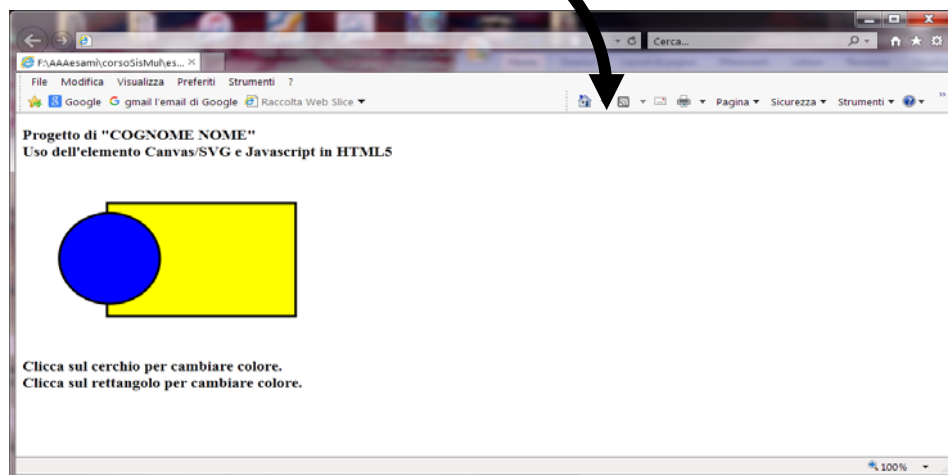 Cerca...
F:\AAAesami\corsoSisMul\es...
File Modifica Visualizza Preferiti Strumenti ?
Google gmail l'email di Google Raccolta Web Slice Pagina Sicurezza Strumenti
Progetto di "COGNOME NOME"
Uso dell'elemento Canvas/SVG e Javascript in HTML5
Clicca sul cerchio per cambiare colore.
Clicca sul rettangolo per cambiare colore.
100%